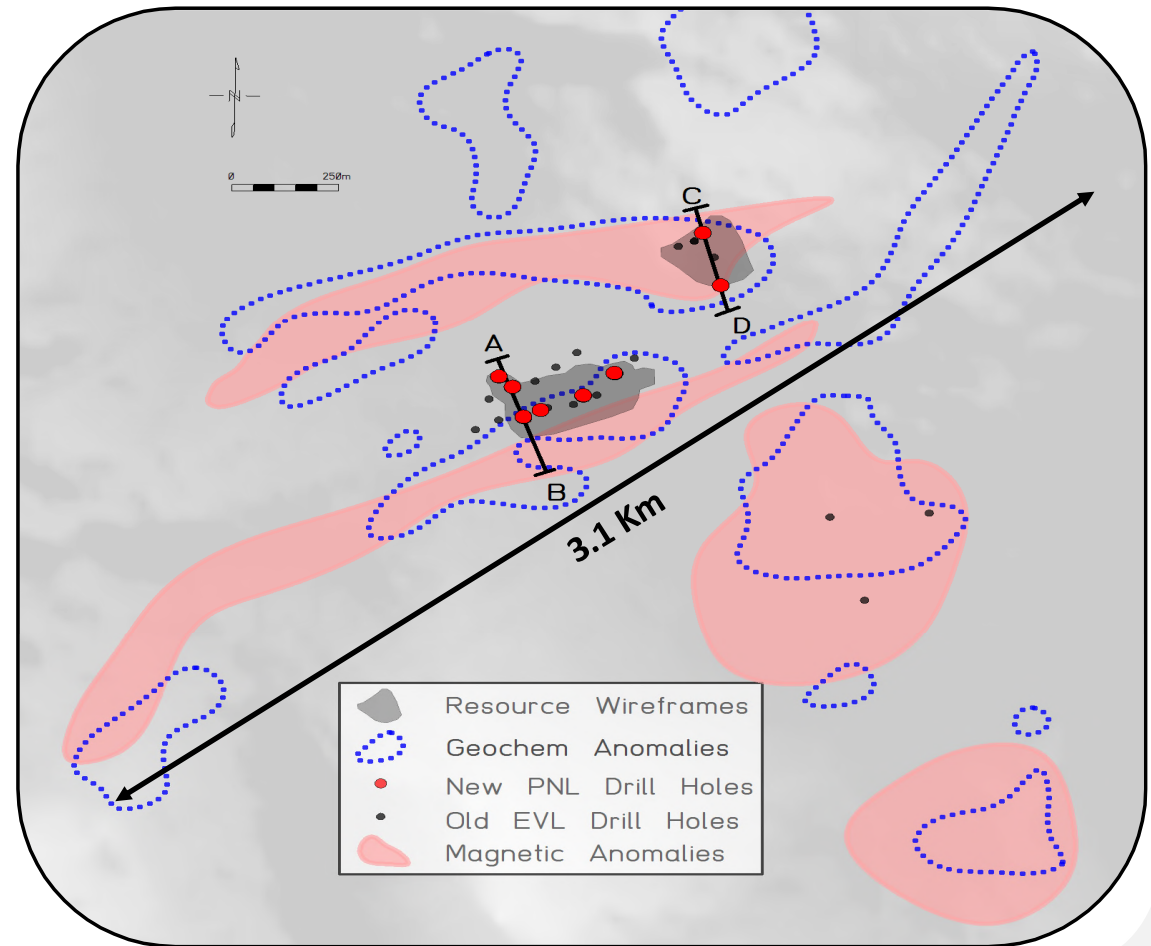 N
0 250m
C
D
A
B
3.1 Km
Resource Wireframes
Geochem Anomalies
New PNL Drill Holes
Old EVL Drill Holes
Magnetic Anomalies